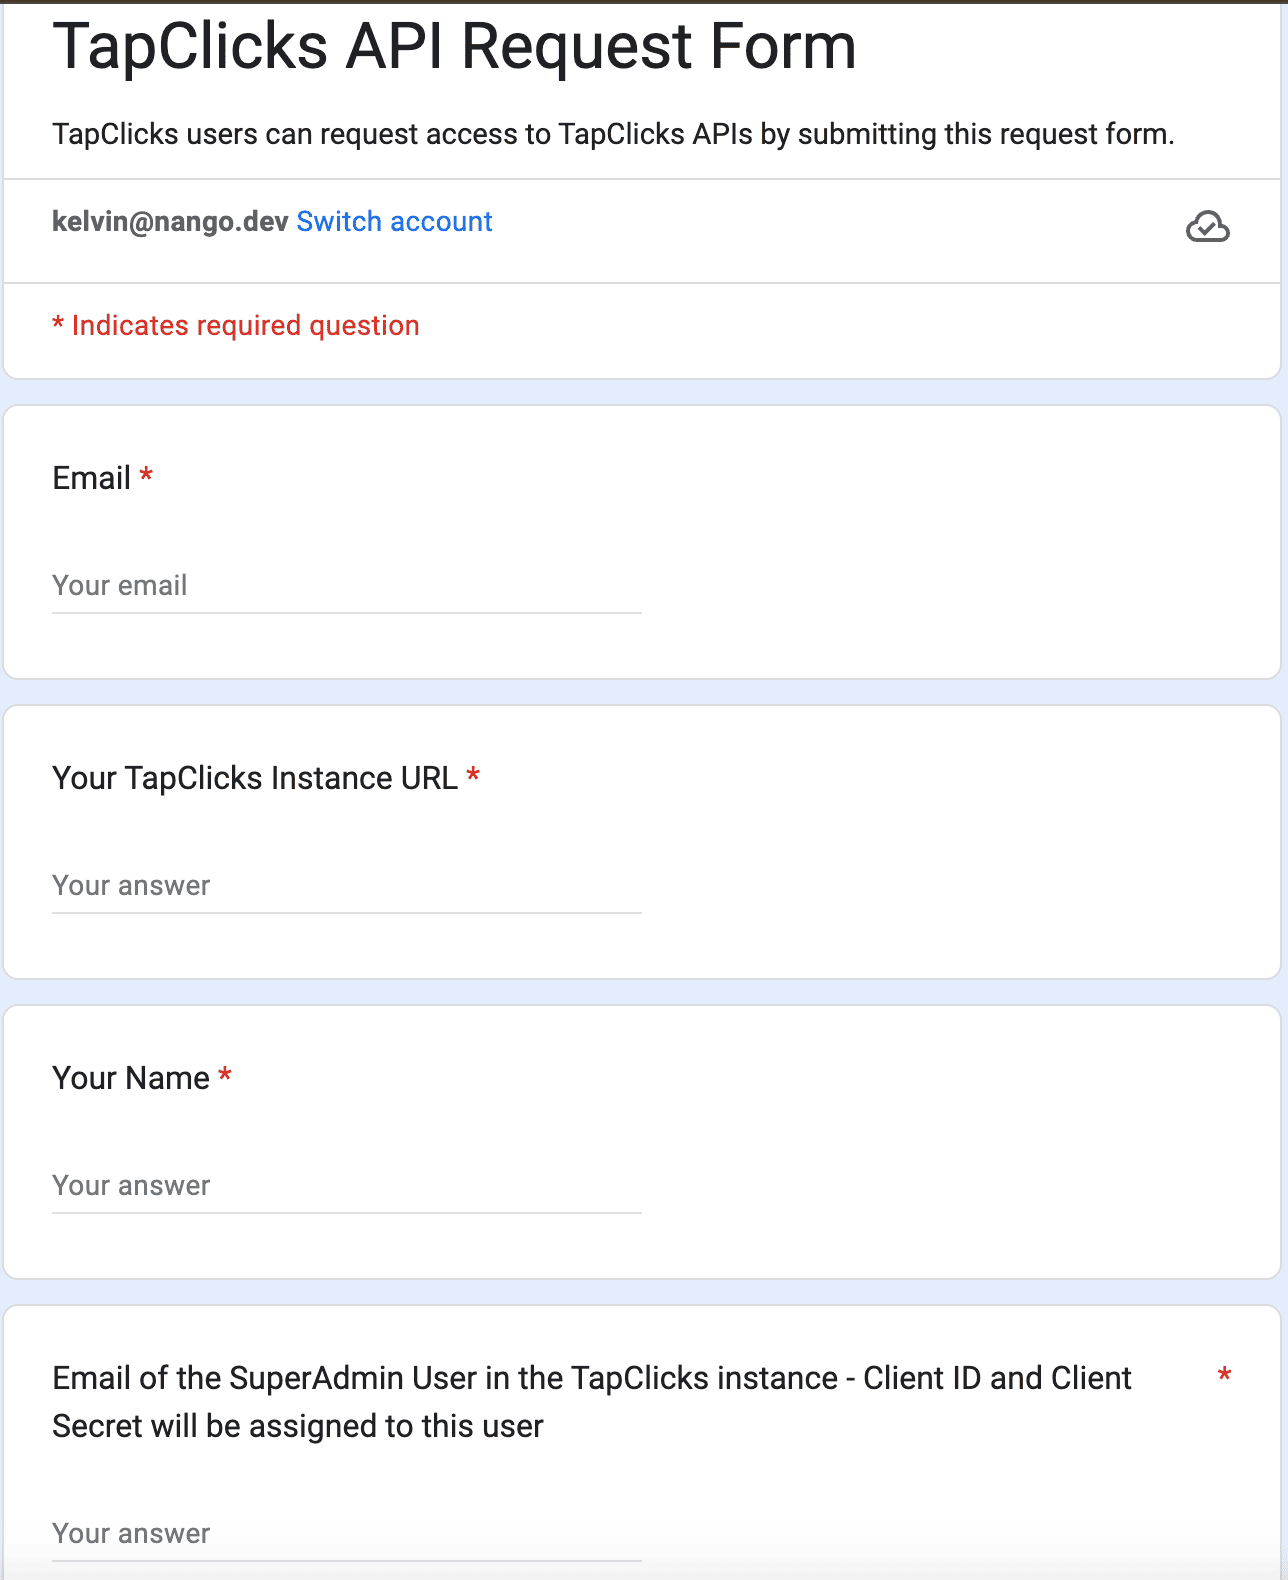 TapClicks API Request Form
TapClicks users can request access to TapClicks APIs by submitting this request form.
kelvin@nango.dev Switch account
* Indicates required question
Email *
Your email
Your TapClicks Instance URL *
Your answer
Your Name *
Your answer
Email of the SuperAdmin User in the TapClicks instance - Client ID and Client *
Secret will be assigned to this user
Your answer